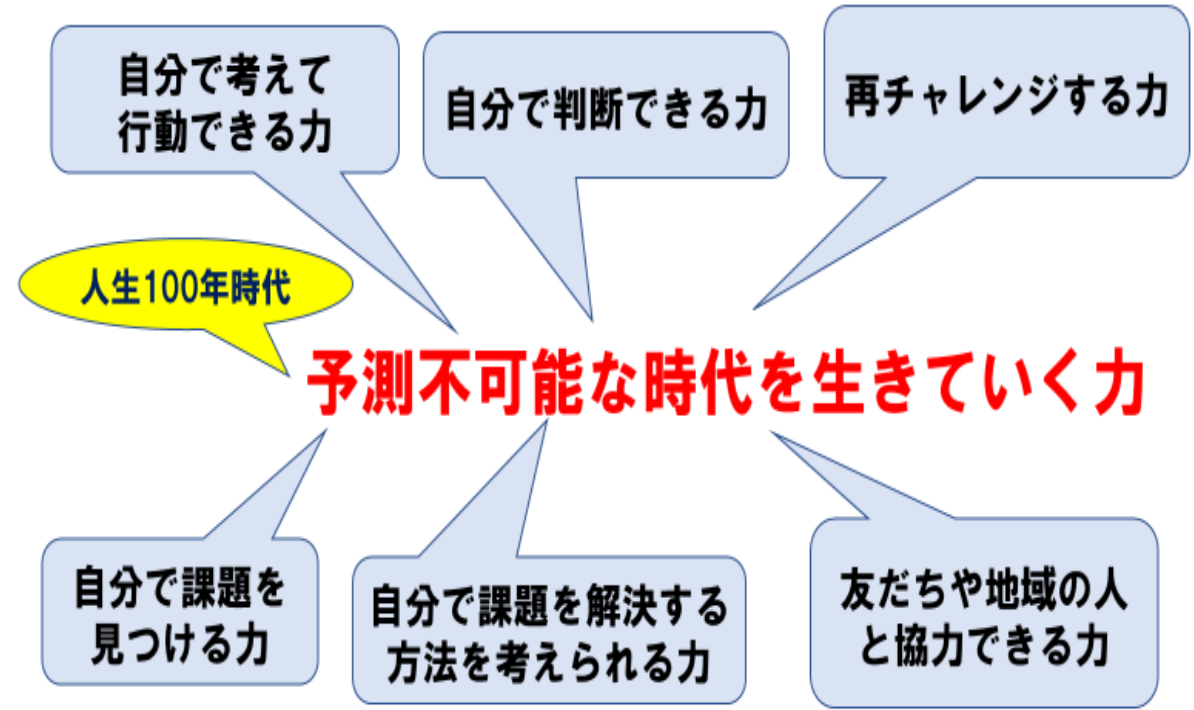 自分で考えて
行動できる力
自分で判断できる力
再チャレンジする力
人生100年時代
予測不可能な時代を生きていく力
自分で課題を
見つける力
自分で課題を解決する
方法を考えられる力
友だちや地域の人
と協力できる力